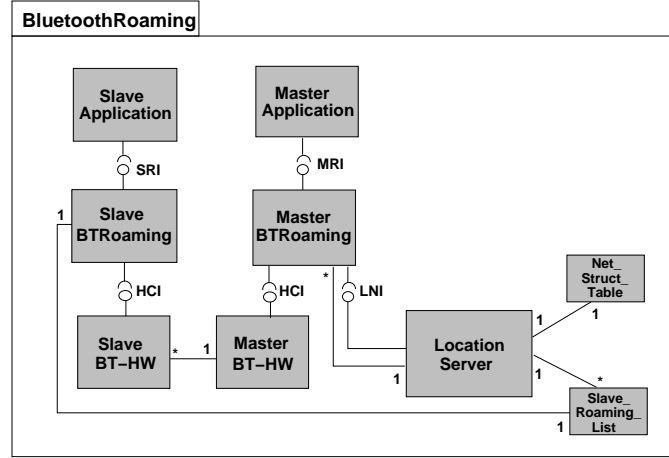 BluetoothRoaming
Slave
Application
Master
Application
SRI
MRI
1
Slave
BTRoaming
Master
BTRoaming
*
HCI
HCI
LNI
Net_
Struct_
Table
1
1
Slave
BT-HW
*
1
Master
BT-HW
Location
Server
1
1
*
Slave_
Roaming_
List
1